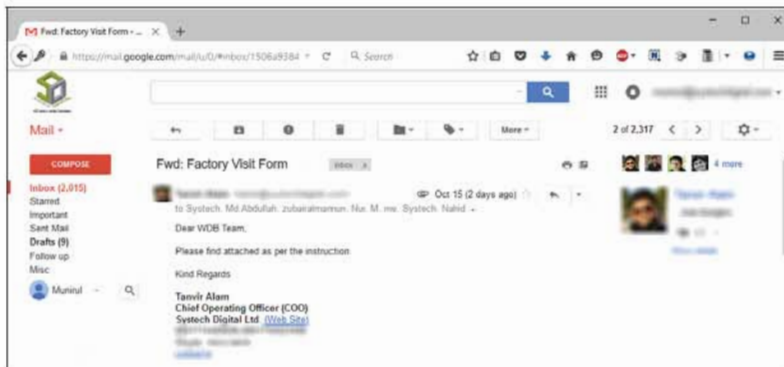 Fwd: Factory Visit Form - ...
https://mail.google.com/mail/u/0/#inbox/1506a9384
Search
Mail
More
2 of 2,317
COMPOSE
Fwd: Factory Visit Form
Inbox x
4 more
Inbox (2,015)
Starred
Important
Sent Mail
Drafts (9)
Follow up
Misc
Munirul
Oct 15 (2 days ago)
to Systech, Md Abdullah, zubairalmamun, Nur, M, me, Systech, Nahid
Dear WDB Team,
Please find attached as per the instruction.
Kind Regards
Tanvir Alam
Chief Operating Officer (COO)
Systech Digital Ltd. (Web Site)